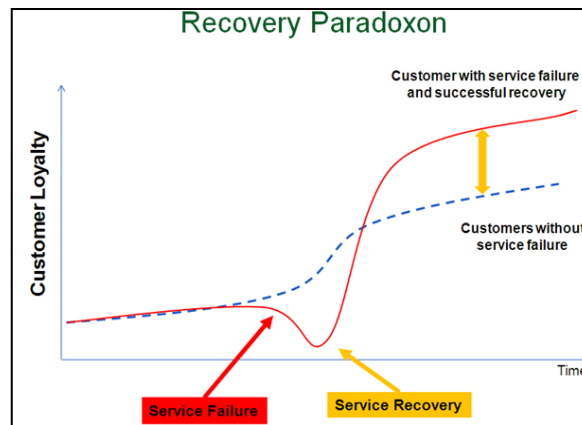 Recovery Paradoxon
Customer with service failure
and successful recovery
Customer Loyalty
Customers without
service failure
Time
Service Failure
Service Recovery